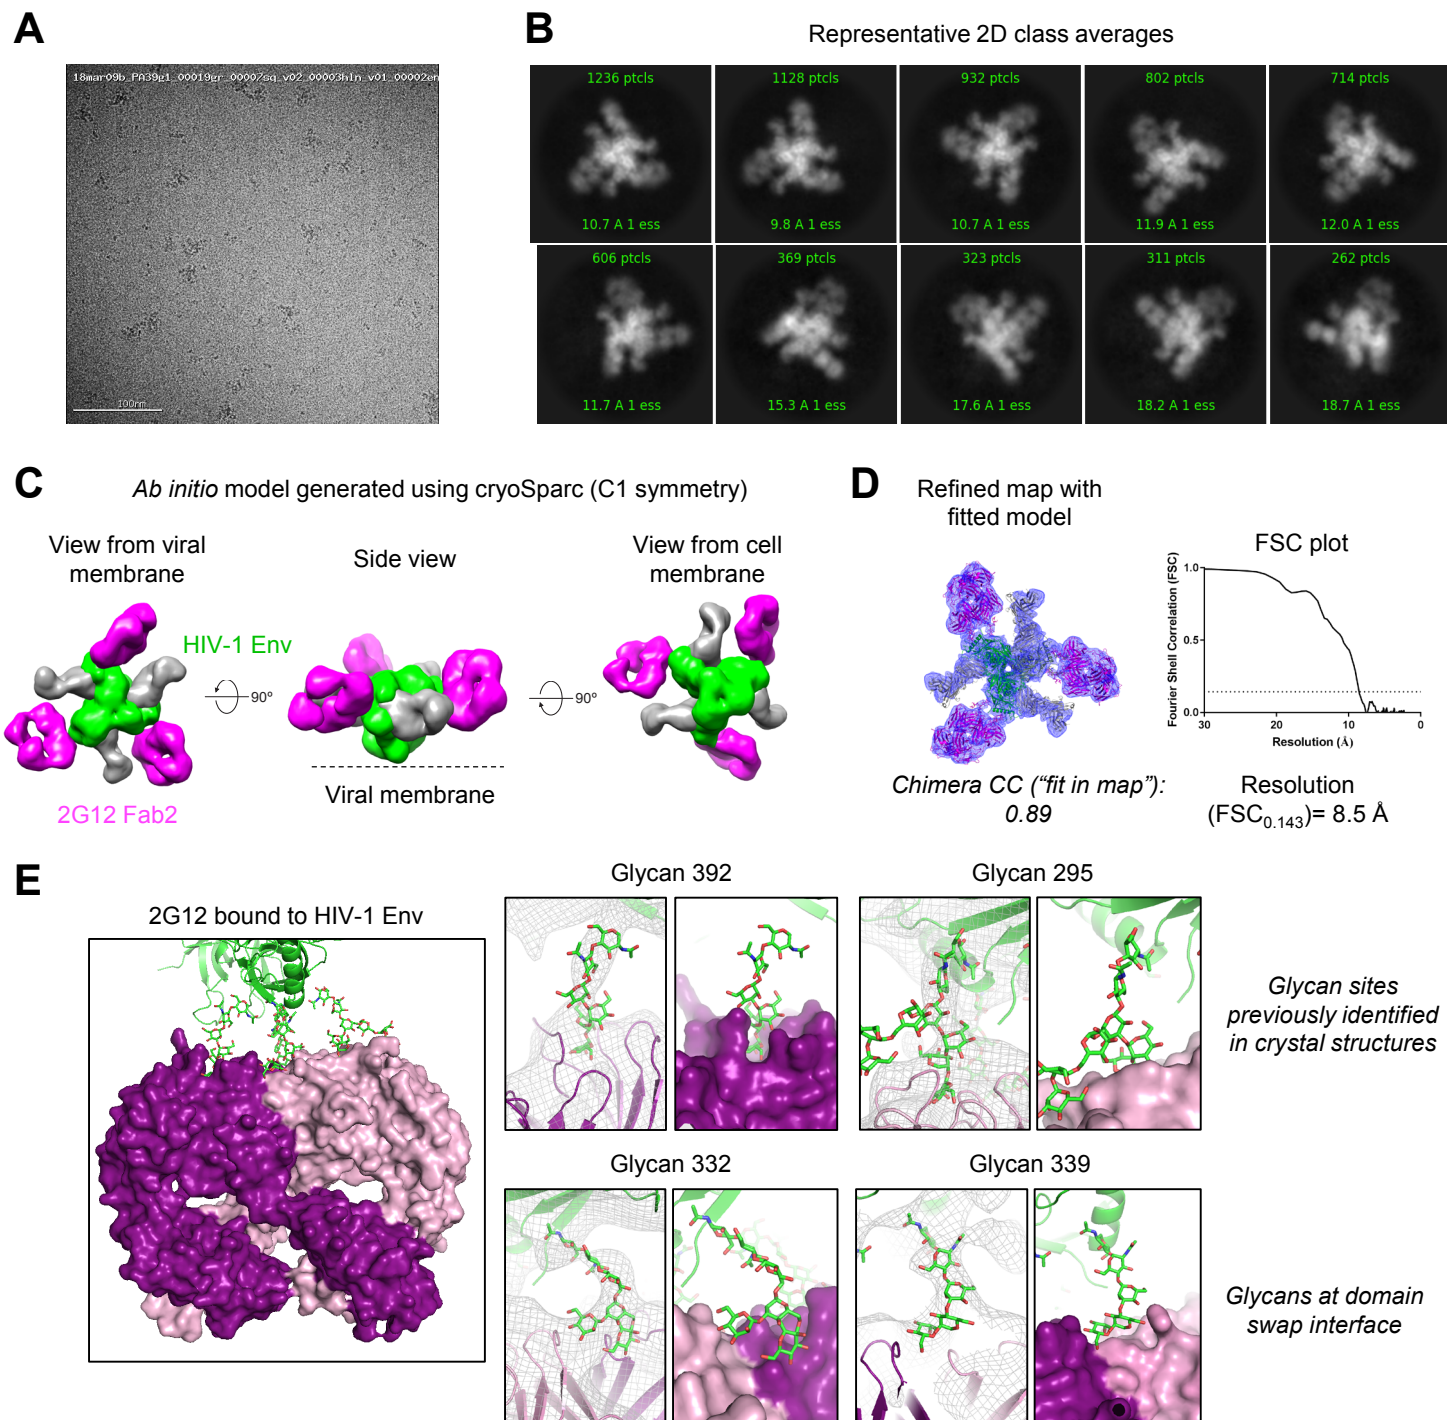 A
18mar09b_PA39g1_00019gr_00007sq_v02_00003hln_v01_00002en
100nm
B
Representative 2D class averages
1236 ptcls
1128 ptcls
932 ptcls
802 ptcls
714 ptcls
10.7 A 1 ess
9.8 A 1 ess
10.7 A 1 ess
11.9 A 1 ess
12.0 A 1 ess
606 ptcls
369 ptcls
323 ptcls
311 ptcls
262 ptcls
11.7 A 1 ess
15.3 A 1 ess
17.6 A 1 ess
18.2 A 1 ess
18.7 A 1 ess
C
Ab initio model generated using cryoSparc (C1 symmetry)
View from viral
membrane
Side view
View from cell
membrane
HIV-1 Env
90º
90º
2G12 Fab2
Viral membrane
D
Refined map with
fitted model
FSC plot
Fourier Shell Correlation (FSC)
1.0
0.5
0.0
30
20
10
0
Resolution (Å)
Chimera CC (“fit in map”):
0.89
Resolution
(FSC0.143)= 8.5 Å
E
2G12 bound to HIV-1 Env
Glycan 392
Glycan 295
Glycan sites
previously identified
in crystal structures
Glycan 332
Glycan 339
Glycans at domain
swap interface